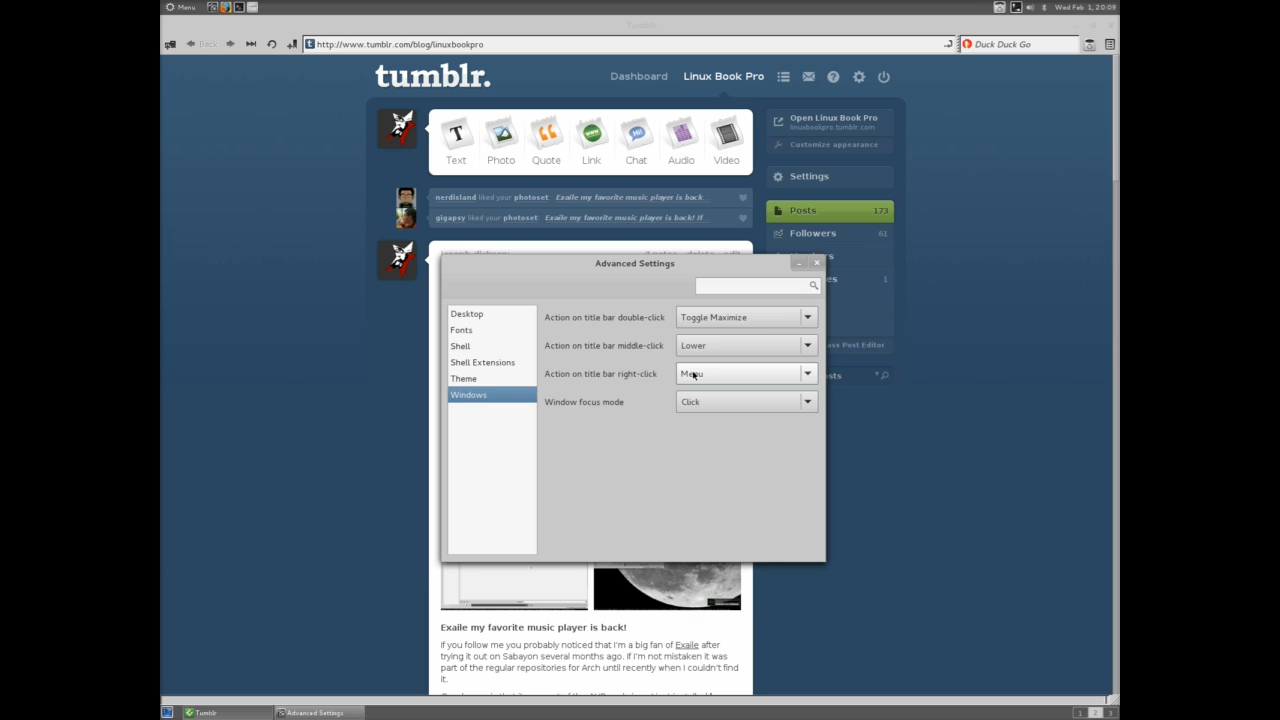 Menu
Wed Feb 1, 20:09
Tumblr
Back
http://www.tumblr.com/blog/linuxbookpro
Duck Duck Go
tumblr.
Dashboard
Linux Book Pro
Text
Photo
Quote
Link
Chat
Audio
Video
Open Linux Book Pro
linuxbookpro.tumblr.com
Customize appearance
Settings
Posts 173
Followers 61
nerdisland liked your photoset Exaile my favorite music player is back
gigapsy liked your photoset Exaile my favorite music player is back! If
1
Advanced Settings
Desktop
Fonts
Shell
Shell Extensions
Theme
Windows
Action on title bar double-click Toggle Maximize
Action on title bar middle-click Lower
Action on title bar right-click Menu
Window focus mode Click
Post Editor
Exaile my favorite music player is back!
If you follow me you probably noticed that I'm a big fan of Exaile after
trying it out on Sabayon several months ago. If I'm not mistaken it was
part of the regular repositories for Arch until recently when I couldn't find
it.
Tumblr
Advanced Settings
1 2 3